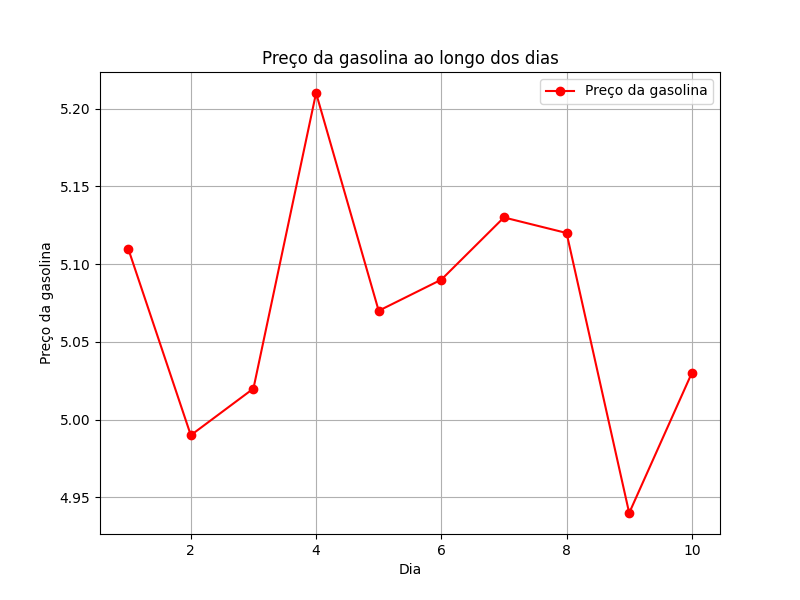 Preço da gasolina ao longo dos dias
Preço da gasolina
5.20
5.15
5.10
5.05
5.00
4.95
Preço da gasolina
2 4 6 8 10
Dia